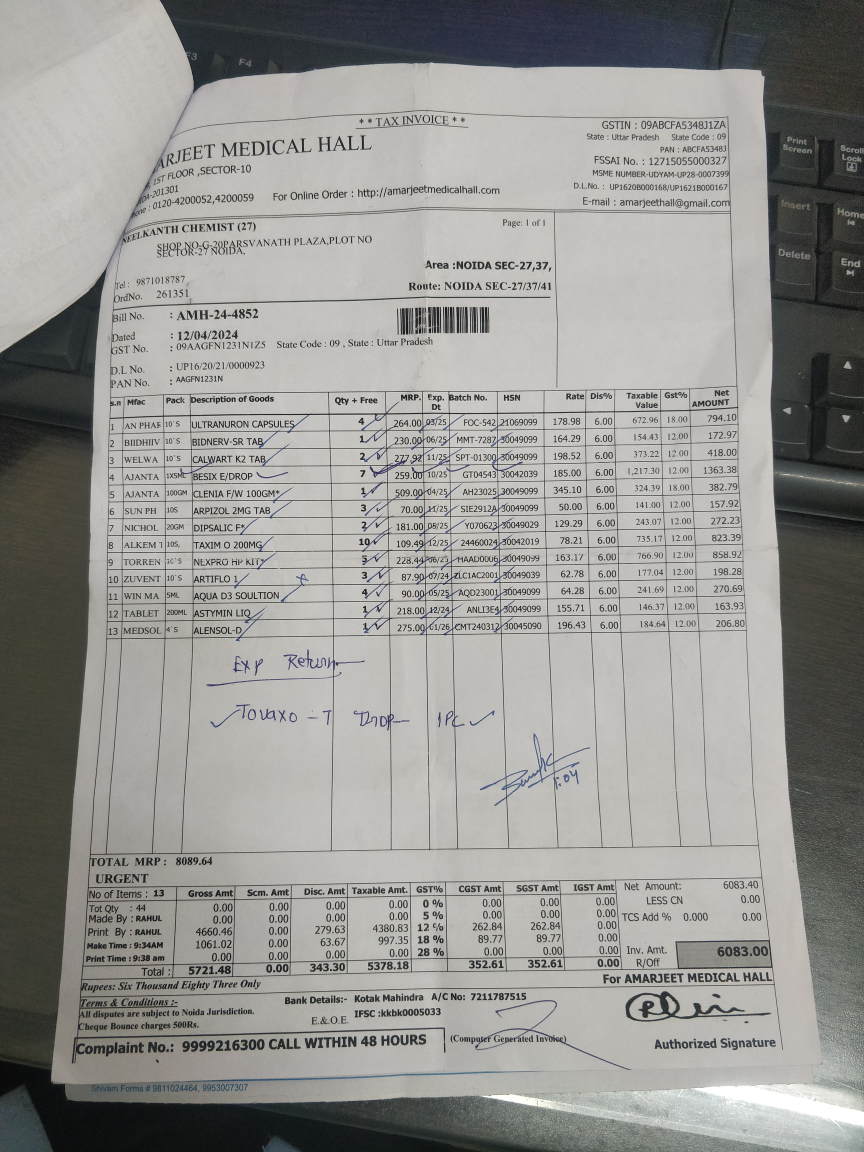 F3
F4
Print Screen
Scroll Lock
Insert
Home
Delete
End
* * TAX INVOICE * *
ARJEET MEDICAL HALL
1ST FLOOR ,SECTOR-10
DA-201301
one : 0120-4200052,4200059
For Online Order : http://amarjeetmedicalhall.com
GSTIN : 09ABCFA5348J1ZA
State : Uttar Pradesh State Code : 09
PAN : ABCFA5348J
FSSAI No. : 12715055000327
MSME NUMBER-UDYAM-UP28-0007399
D.L.No. : UP1620B000168/UP1621B000167
E-mail : amarjeethall@gmail.com
NEELKANTH CHEMIST (27)
SHOP NO-G-20PARSVANATH PLAZA,PLOT NO
SECTOR-27 NOIDA.
Page: 1 of 1
Tel : 9871018787
OrdNo. 261351
Area :NOIDA SEC-27,37,
Route: NOIDA SEC-27/37/41
Bill No. : AMH-24-4852
Dated : 12/04/2024
GST No. : 09AAGFN1231N1Z5 State Code : 09 , State : Uttar Pradesh
D.L No. : UP16/20/21/0000923
PAN No. : AAGFN1231N
s.n Mfac Pack Description of Goods Qty + Free MRP. Exp. Dt Batch No. HSN Rate Dis% Taxable Value Gst% Net AMOUNT
1 AN PHAR 10`S ULTRANURON CAPSULES 4 264.00 03/25 FOC-542 21069099 178.98 6.00 672.96 18.00 794.10
2 BIIDHIIV 10`S BIDNERV-SR TAB 1 230.00 06/25 MMT-7287 30049099 164.29 6.00 154.43 12.00 172.97
3 WELWA 10`S CALWART K2 TAB 2 277.92 11/25 SPT-01300 30049099 198.52 6.00 373.22 12.00 418.00
4 AJANTA 1X5ML BESIX E/DROP 7 259.00 10/25 GT04543 30042039 185.00 6.00 1,217.30 12.00 1363.38
5 AJANTA 100GM CLENIA F/W 100GM* 1 509.00 04/25 AH23025 30049099 345.10 6.00 324.39 18.00 382.79
6 SUN PH 10S ARPIZOL 2MG TAB 3 70.00 11/25 SIE2912A 30049099 50.00 6.00 141.00 12.00 157.92
7 NICHOL 20GM DIPSALIC F* 2 181.00 08/25 Y070623 30049029 129.29 6.00 243.07 12.00 272.23
8 ALKEM T 10S, TAXIM O 200MG 10 109.49 12/25 24460024 30042019 78.21 6.00 735.17 12.00 823.39
9 TORREN 10`S NEXPRO HP KIT* 5 228.44 06/25 HAAD0006 30049099 163.17 6.00 766.90 12.00 858.92
10 ZUVENT 10`S ARTIFLO 1 3 87.90 07/24 ZLC1AC2001 30049039 62.78 6.00 177.04 12.00 198.28
11 WIN MA 5ML AQUA D3 SOULTION 4 90.00 05/25 AQD23001 30049099 64.28 6.00 241.69 12.00 270.69
12 TABLET 200ML ASTYMIN LIQ 1 218.00 12/24 ANLI3E4 30049099 155.71 6.00 146.37 12.00 163.93
13 MEDSOL 4`S ALENSOL-D 1 275.00 01/26 CMT240312 30045090 196.43 6.00 184.64 12.00 206.80
Exp Return
Tovaxo - T Drop 1PC
TOTAL MRP : 8089.64
URGENT
No of Items : 13 Gross Amt Scm. Amt Disc. Amt Taxable Amt. GST% CGST Amt SGST Amt IGST Amt
Tot Qty : 44 0.00 0.00 0.00 0.00 0 % 0.00 0.00 0.00
Made By : RAHUL 0.00 0.00 0.00 0.00 5 % 0.00 0.00 0.00
Print By : RAHUL 4660.46 0.00 279.63 4380.83 12 % 262.84 262.84 0.00
Make Time : 9:34AM 1061.02 0.00 63.67 997.35 18 % 89.77 89.77 0.00
Print Time : 9:38 am 0.00 0.00 0.00 0.00 28 % 0.00 0.00 0.00
Total : 5721.48 0.00 343.30 5378.18 352.61 352.61 0.00
Net Amount: 6083.40
LESS CN 0.00
TCS Add % 0.000 0.00
Inv. Amt. 6083.00
R/Off
Rupees: Six Thousand Eighty Three Only
For AMARJEET MEDICAL HALL
Terms & Conditions :-
All disputes are subject to Noida Jurisdiction.
Cheque Bounce charges 500Rs.
Bank Details:- Kotak Mahindra A/C No: 7211787515
E.&O.E. IFSC :kkbk0005033
Complaint No.: 9999216300 CALL WITHIN 48 HOURS
(Computer Generated Invoice)
Authorized Signature
Shivam Forms # 9811024464, 9953007307